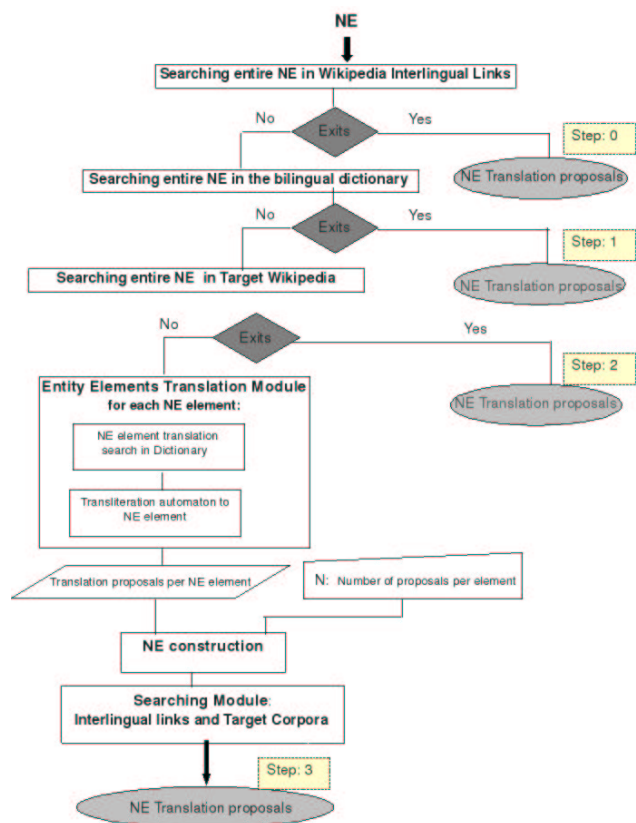 NE
Searching entire NE in Wikipedia Interlingual Links
No
Exits
Yes
Step: 0
NE Translation proposals
Searching entire NE in the bilingual dictionary
No
Exits
Yes
Step: 1
NE Translation proposals
Searching entire NE in Target Wikipedia
No
Exits
Yes
Step: 2
NE Translation proposals
Entity Elements Translation Module
for each NE element:
NE element translation
search in Dictionary
Transliteration automaton to
NE element
Translation proposals per NE element
N: Number of proposals per element
NE construction
Searching Module:
Interlingual links and Target Corpora
Step: 3
NE Translation proposals